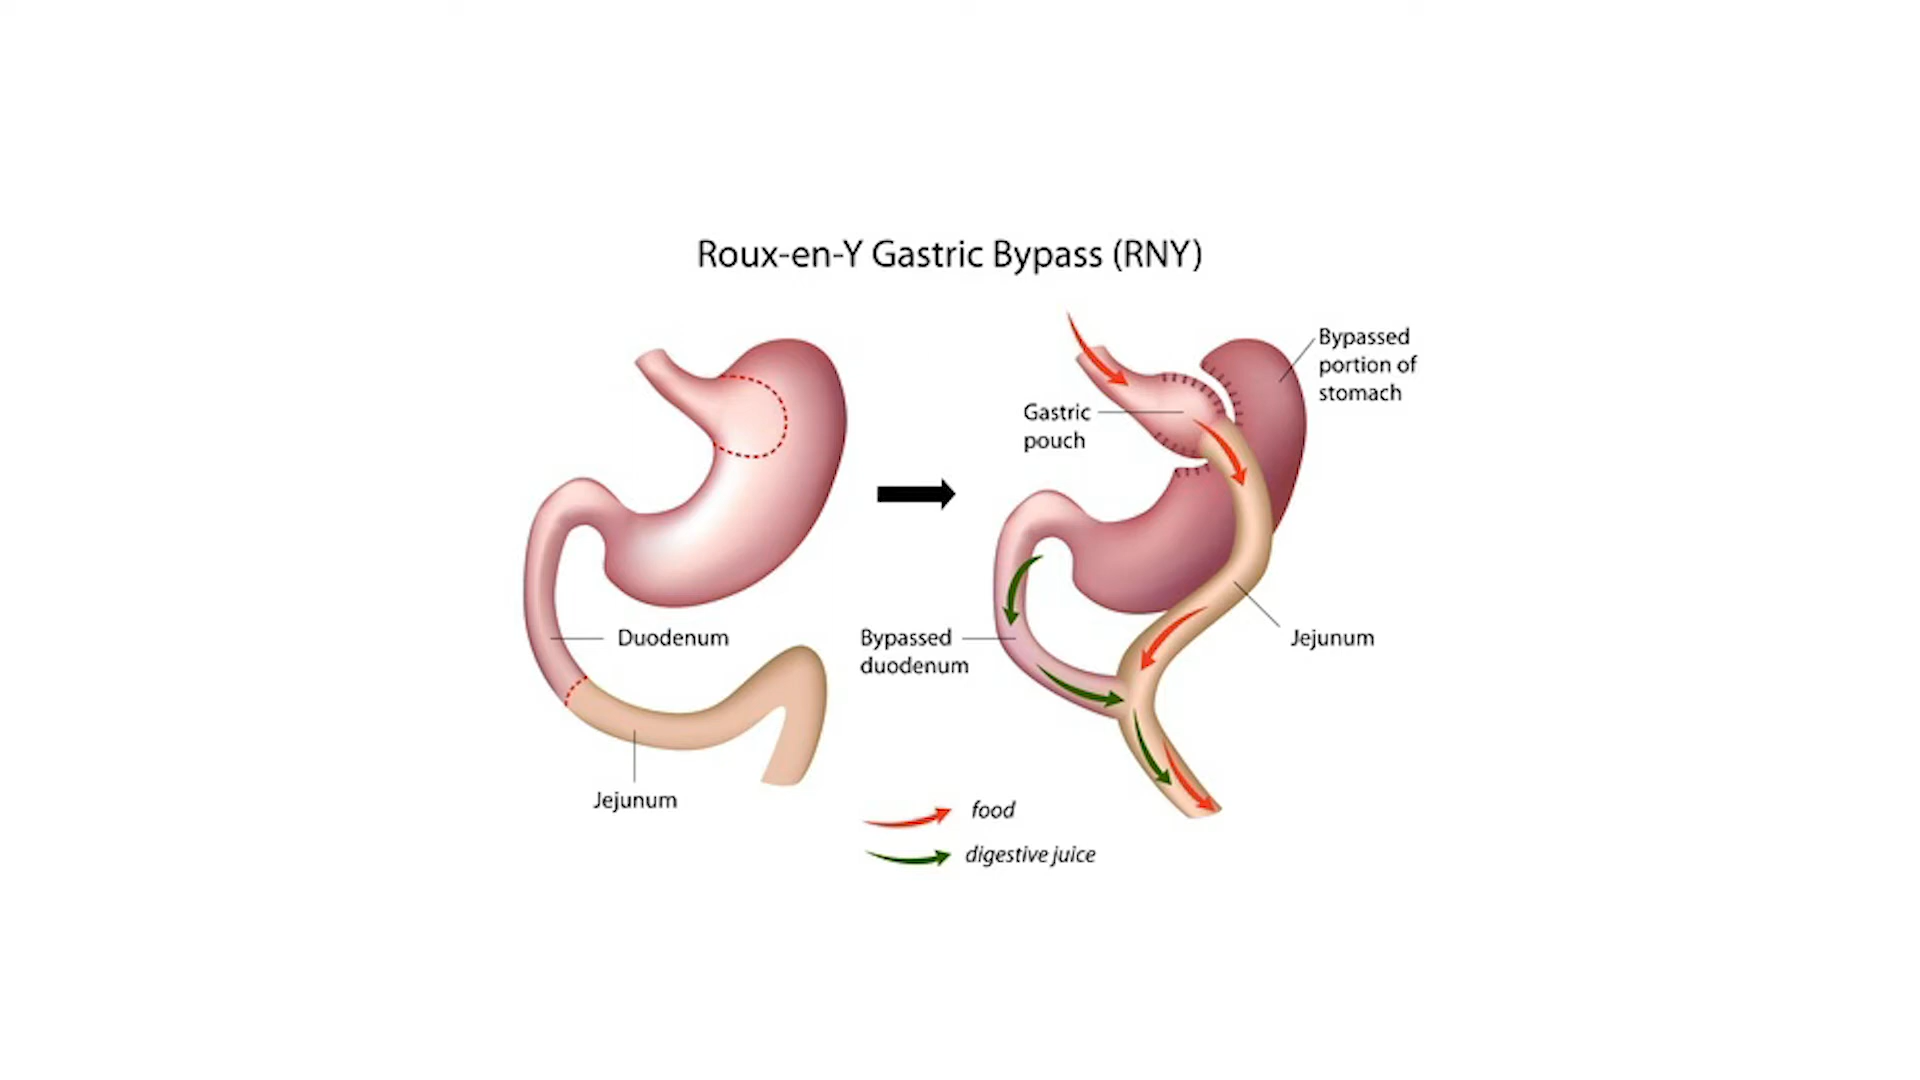 Roux-en-Y Gastric Bypass (RNY)
Duodenum
Jejunum
Bypassed
portion of
stomach
Gastric
pouch
Bypassed
duodenum
Jejunum
food
digestive juice